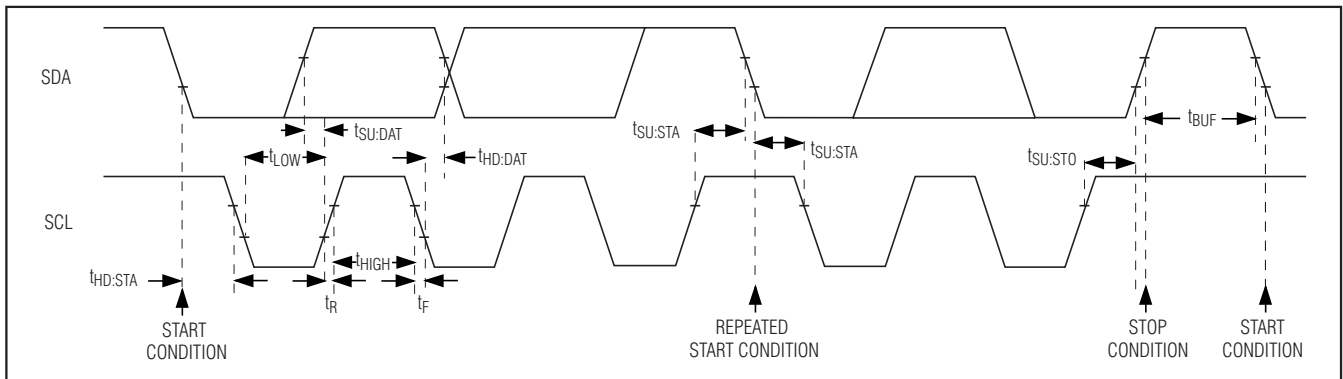 SDA
tSU:DAT
tLOW
tHD:DAT
tSU:STA
tSU:STA
tBUF
tSU:STO
SCL
tHIGH
tHD:STA
tR
tF
START
CONDITION
REPEATED
START CONDITION
STOP
CONDITION
START
CONDITION